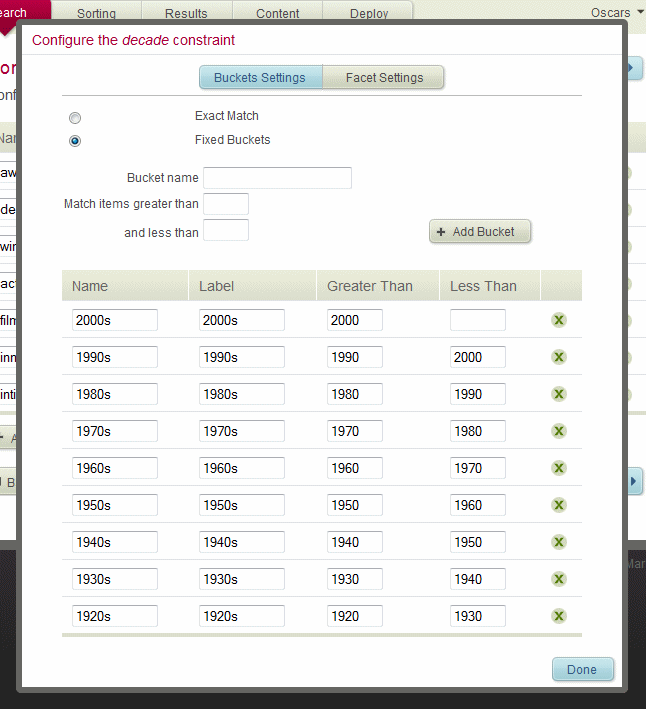 earch Sorting Results Content Deploy Oscars
Configure the decade constraint
Buckets Settings Facet Settings
Exact Match
Fixed Buckets
Bucket name
Match items greater than
and less than
+ Add Bucket
Name Label Greater Than Less Than
2000s 2000s 2000 X
1990s 1990s 1990 2000 X
1980s 1980s 1980 1990 X
1970s 1970s 1970 1980 X
1960s 1960s 1960 1970 X
1950s 1950s 1950 1960 X
1940s 1940s 1940 1950 X
1930s 1930s 1930 1940 X
1920s 1920s 1920 1930 X
Done